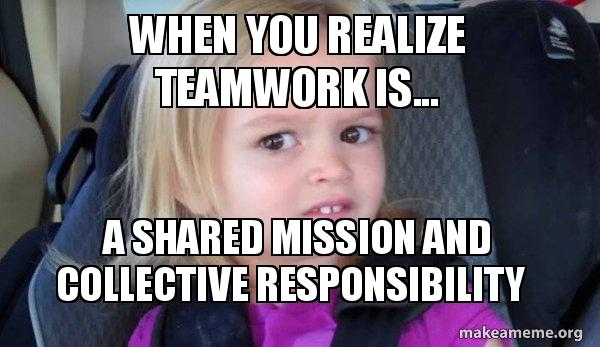 WHEN YOU REALIZE
TEAMWORK IS...
A SHARED MISSION AND
COLLECTIVE RESPONSIBILITY
makeameme.org